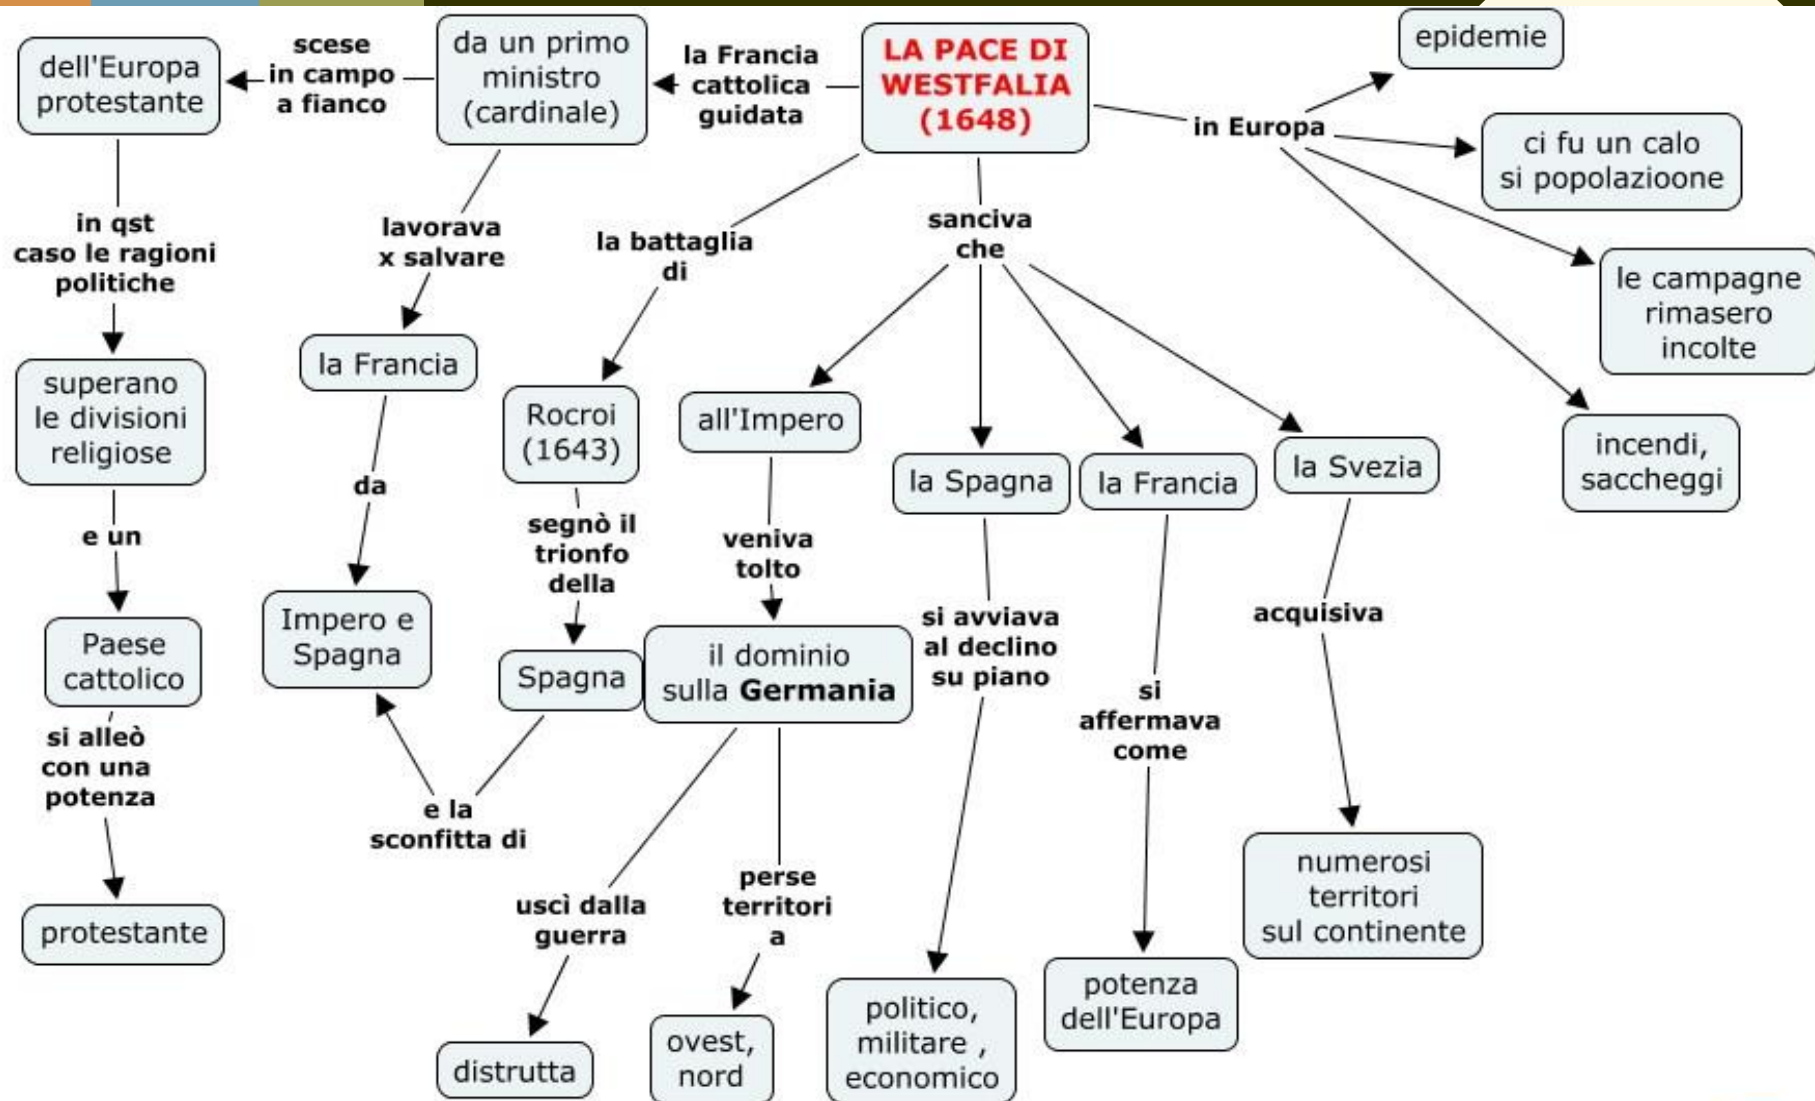 LA PACE DI
WESTFALIA
(1648)
la Francia
cattolica
guidata
da un primo
ministro
(cardinale)
scese
in campo
a fianco
dell'Europa
protestante
in qst
caso le ragioni
politiche
superano
le divisioni
religiose
e un
Paese
cattolico
si alleò
con una
potenza
protestante
lavorava
x salvare
la Francia
da
Impero e
Spagna
la battaglia
di
Rocroi
(1643)
segnò il
trionfo
della
Spagna
e la
sconfitta di
sanciva
che
all'Impero
veniva
tolto
il dominio
sulla Germania
uscì dalla
guerra
distrutta
perse
territori
a
ovest,
nord
la Spagna
si avviava
al declino
su piano
politico,
militare ,
economico
la Francia
si
affermava
come
potenza
dell'Europa
la Svezia
acquisiva
numerosi
territori
sul continente
in Europa
epidemie
ci fu un calo
si popolazioone
le campagne
rimasero
incolte
incendi,
saccheggi